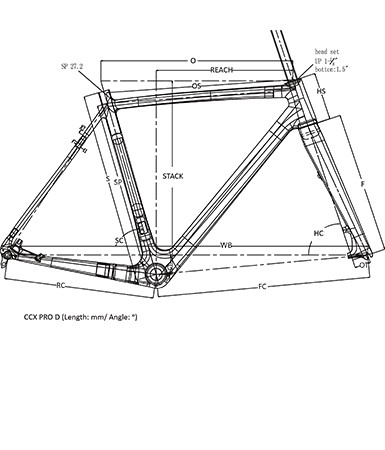 O
head set
UP 1-⅛"
bottom:1.5"
SP 27.2
REACH
OS
HS
STACK
S
SP
F
SC
HC
WB
OT
RC
FC
CCX PRO D (Length: mm/ Angle: °)